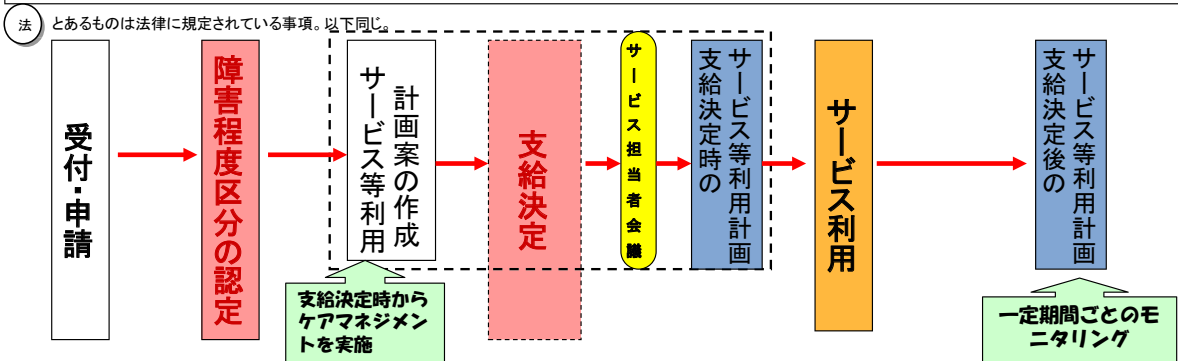 法 とあるものは法律に規定されている事項。以下同じ。
受付・申請
障害程度区分の認定
サービス等利用
計画案の作成
支給決定
サービス担当者会議
支給決定時の
サービス等利用計画
サービス利用
支給決定後の
サービス等利用計画
支給決定時から
ケアマネジメン
トを実施
一定期間ごとのモ
ニタリング